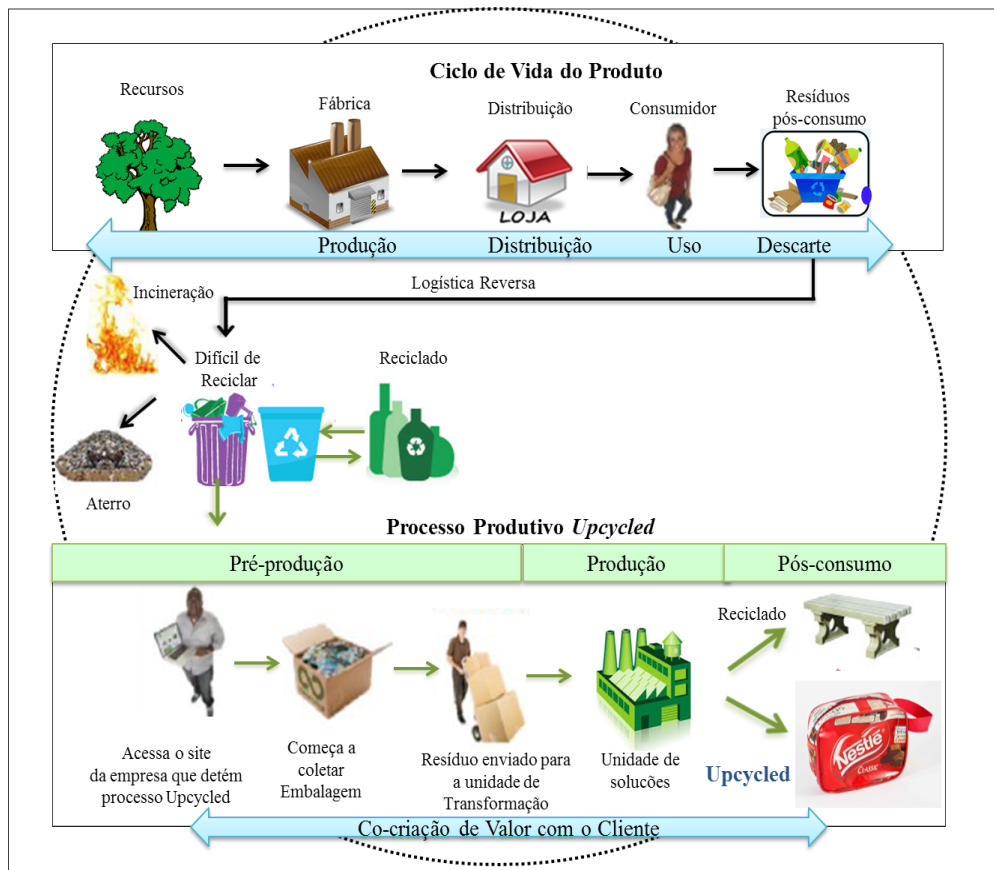 Ciclo de Vida do Produto
Recursos
Fábrica
Distribuição
Consumidor
Resíduos
pós-consumo
LOJA
Produção
Distribuição
Uso
Descarte
Logística Reversa
Incineração
Difícil de
Reciclar
Reciclado
Aterro
Processo Produtivo Upcycled
Pré-produção
Produção
Pós-consumo
Acessa o site
da empresa que detém
processo Upcycled
Começa a
coletar
Embalagem
Resíduo enviado para
a unidade de
Transformação
Unidade de
solucões
Reciclado
Upcycled
Nestlé
CLASSIC
Co-criação de Valor com o Cliente